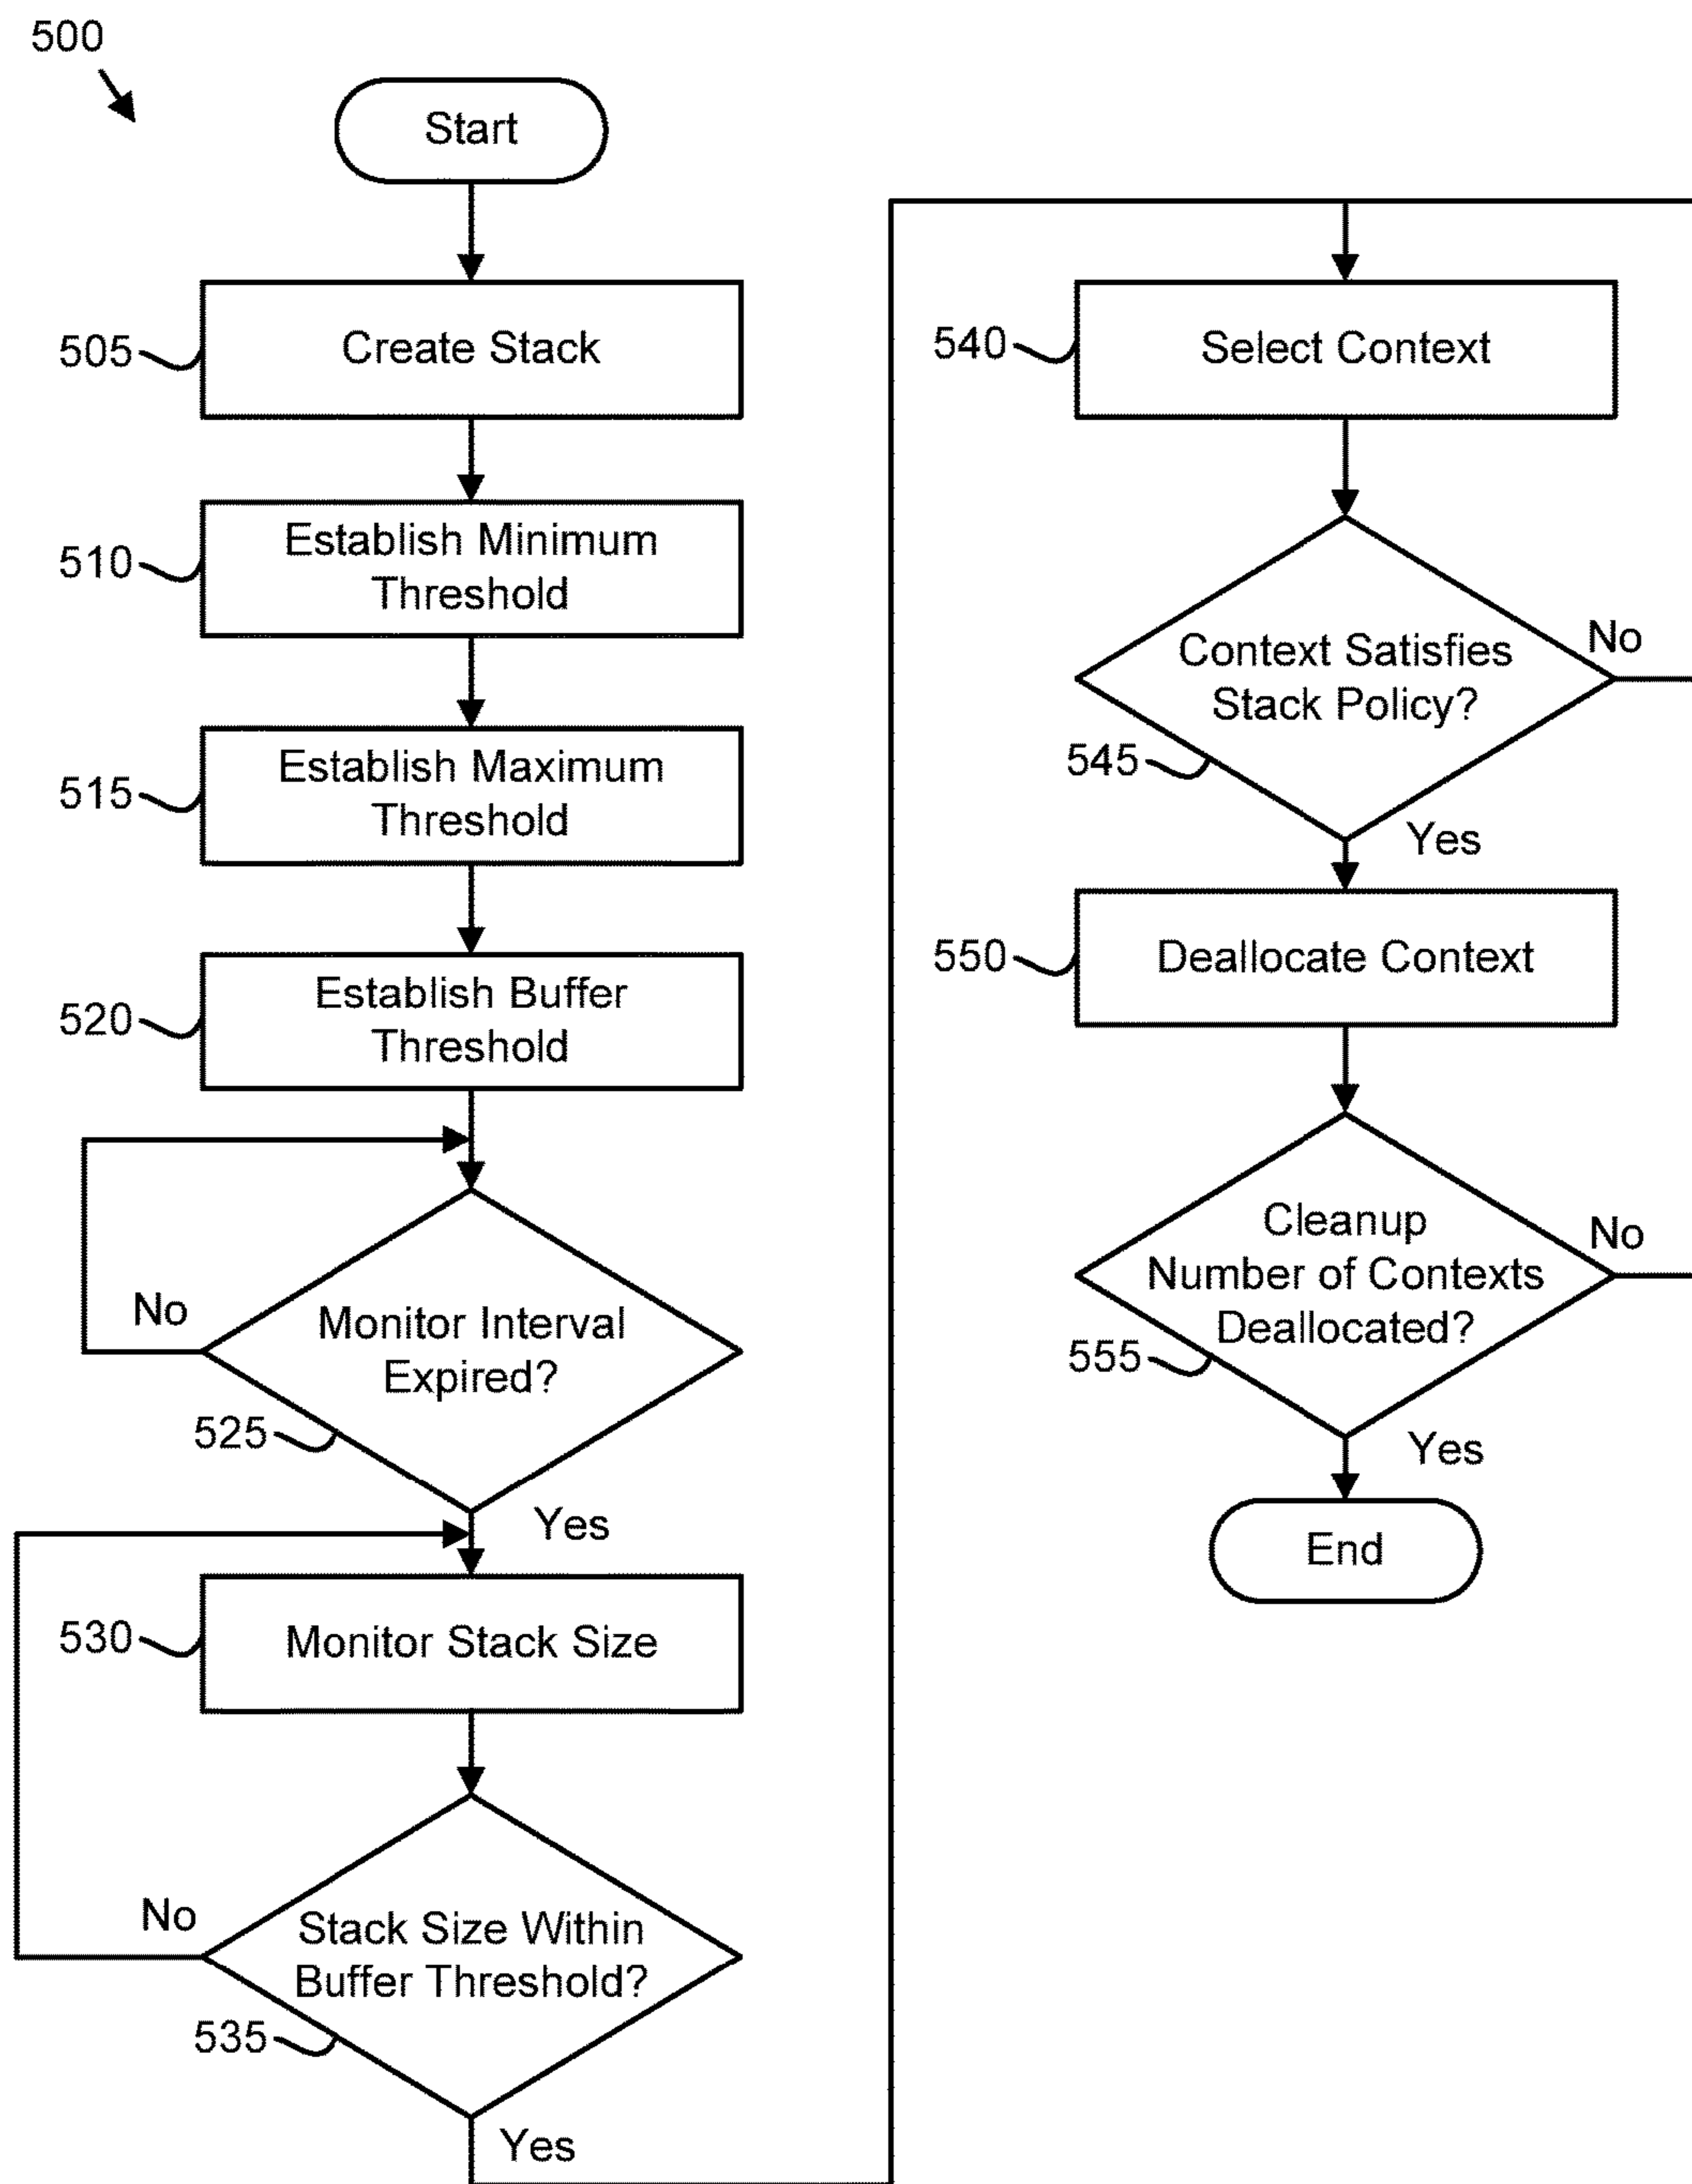 500
Start
505
Create Stack
510
Establish Minimum
Threshold
515
Establish Maximum
Threshold
520
Establish Buffer
Threshold
No
Monitor Interval
Expired?
525
Yes
530
Monitor Stack Size
No
Stack Size Within
Buffer Threshold?
535
Yes
540
Select Context
No
Context Satisfies
Stack Policy?
545
Yes
550
Deallocate Context
No
Cleanup
Number of Contexts
Deallocated?
555
Yes
End